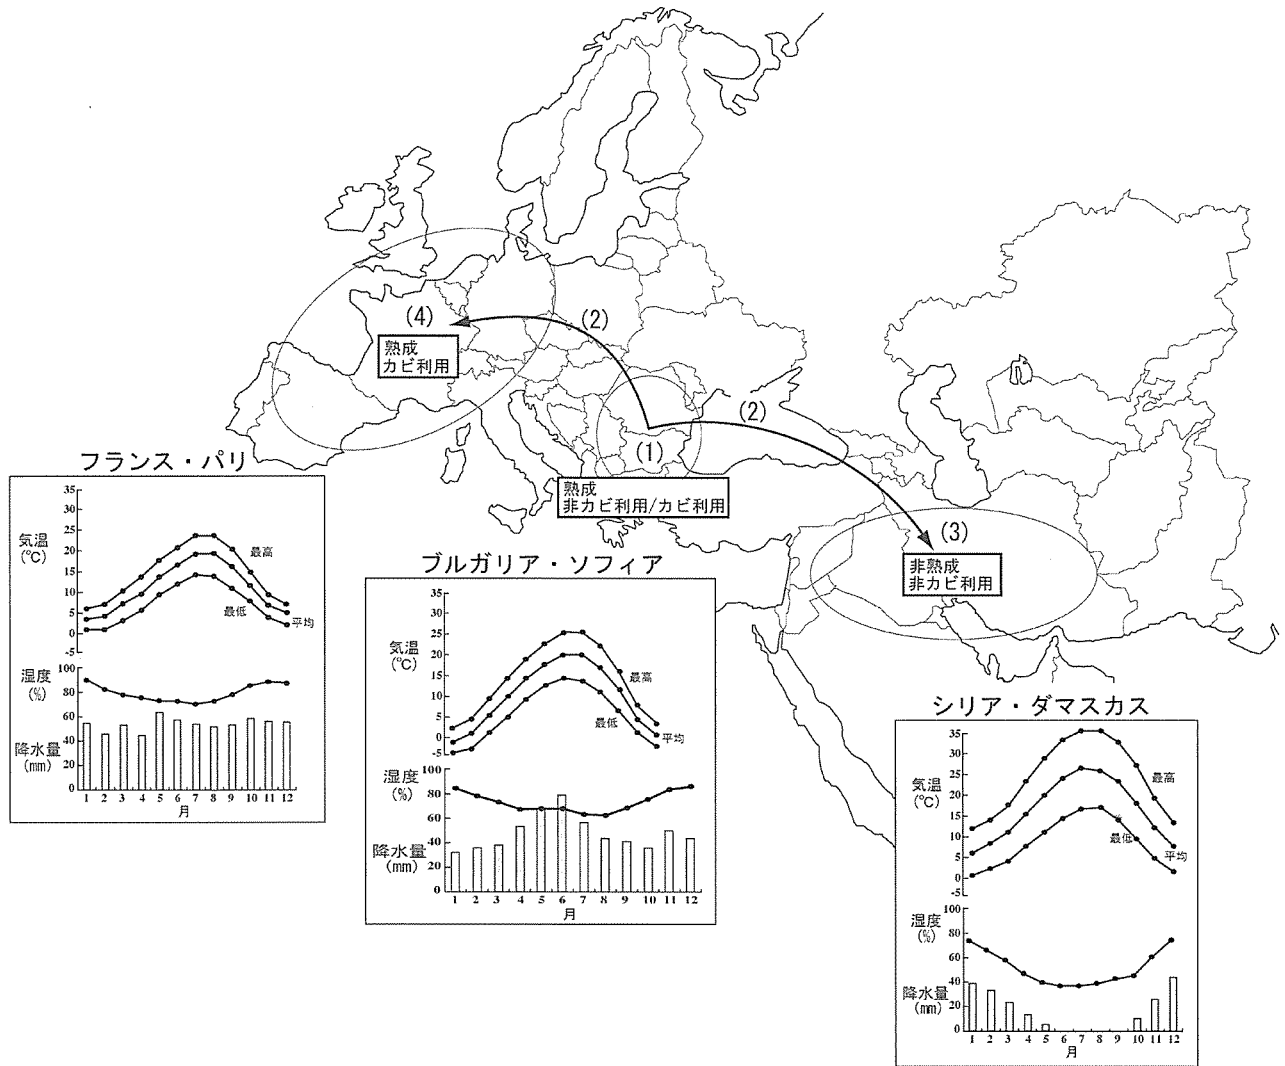 (4)
熟成
カビ利用
(2)
(2)
(1)
熟成
非カビ利用/カビ利用
(3)
非熟成
非カビ利用
フランス・パリ
35
30
25
20
15
10
5
0
-5
気温
(℃)
最高
最低
平均
湿度
(%)
降水量
(mm)
100
80
60
40
20
0
1 2 3 4 5 6 7 8 9 10 11 12
月
ブルガリア・ソフィア
35
30
25
20
15
10
5
0
-5
気温
(℃)
最高
最低
平均
湿度
(%)
降水量
(mm)
100
80
60
40
20
0
1 2 3 4 5 6 7 8 9 10 11 12
月
シリア・ダマスカス
35
30
25
20
15
10
5
0
-5
気温
(℃)
最高
最低
平均
湿度
(%)
降水量
(mm)
100
80
60
40
20
0
1 2 3 4 5 6 7 8 9 10 11 12
月